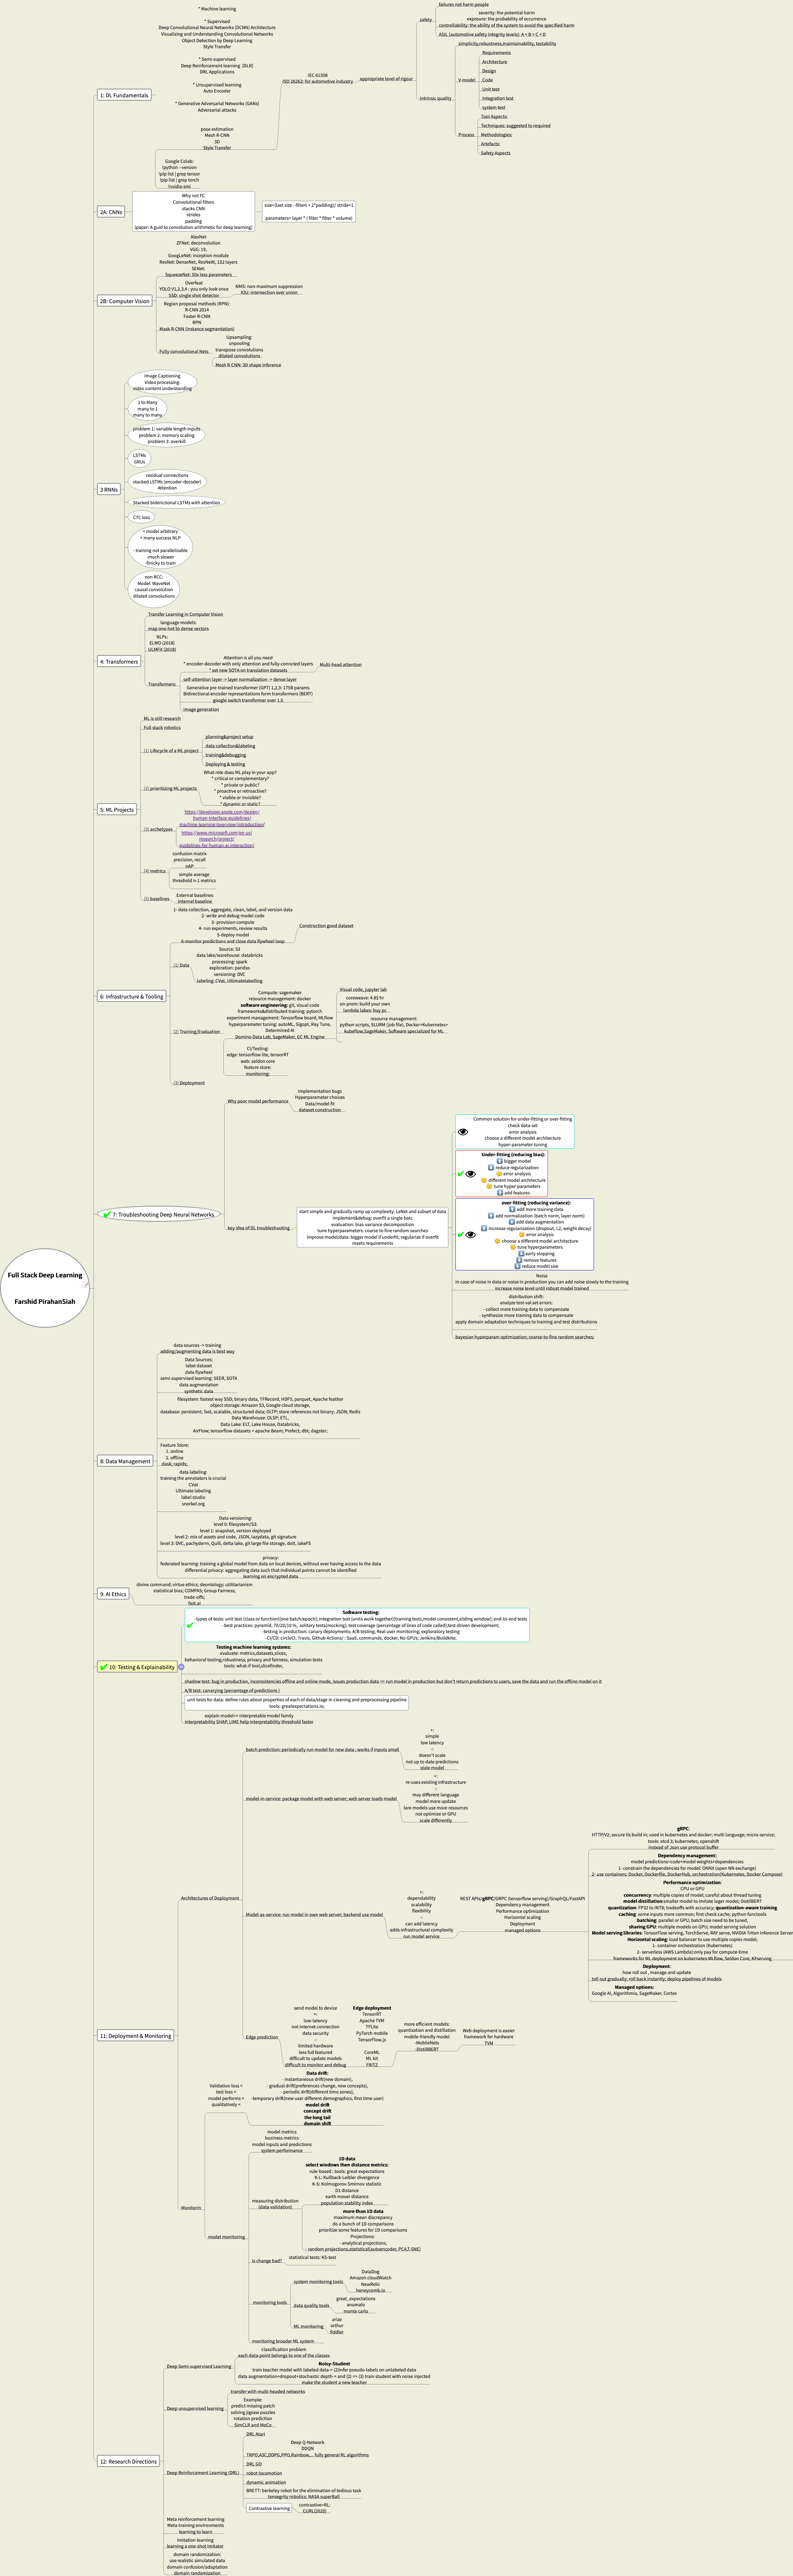 Full Stack Deep Learning
Farshid PirahanSiah
1: DL Fundamentals
* Machine learning
* Supervised
Deep Convolutional Neural Networks (DCNN) Architecture
Visualizing and Understanding Convolutional Networks
Object Detection by Deep Learning
Style Transfer
* Semi-supervised
Deep Reinforcement learning (DLR)
DRL Applications
* Unsupervised learning
Auto Encoder
* Generative Adversarial Networks (GANs)
Adversarial attacks
pose estimation
Mesh R-CNN
3D
Style Transfer
IEC 61508
ISO 26262: for automotive industry
appropriate level of rigour
safety
failures not harm people
severity: the potential harm
exposure: the probability of occurrence
controllability: the ability of the system to avoid the specified harm
ASIL (automotive safety integrity levels): A < B < C < D
intrinsic quality
simplicity,robustness,maintainability, testability
V-model
Requirements
Architecture
Design
Code
Unit test
Integration test
system test
Process
Tool Aspects:
Techniques: suggested to required
Methodologies:
Artefacts:
Safety Aspects
Google Colab:
!python --version
!pip list | grep tensor
!pip list | grep torch
!nvidia-smi
2A: CNNs
Why not FC
Convolutional filters
stacks CNN
strides
padding
(paper: A guid to convolution arithmetic for deep learning)
size=(last size - filters + 2*padding)/ stride+1
parameters= layer * ( filter * filter * volume)
2B: Computer Vision
AlexNet
ZFNet: deconvolution
VGG: 19,
GoogLeNet: inception module
ResNet: DenseNet, ResNeXt, 152 layers
SENet
SqueezeNet: 50x less parameters
Overfeat
YOLO V1,2,3,4 : you only look once
SSD: single shot detector
NMS: non-maximum suppression
IOU: intersection over union
Region proposal methods (RPN):
R-CNN 2014
Faster R-CNN
RPN
Mask R-CNN (instance segmentation)
Fully convolutional Nets
Upsampling:
unpooling
transpose convolutions
dilated convolutions
Mesh R-CNN: 3D shape inference
3 RNNs
Image Captioning
Video processing:
video content understanding
1 to Many
many to 1
many to many
problem 1: variable length inputs
problem 2: memory scaling
problem 3: overkill
LSTMs
GRUs
residual connections
stacked LSTMs (encoder-decoder)
Attention
Stacked biderictional LSTMs with attention
CTC loss
+ model arbitrary
+ many success NLP
- training not parallelizable
-much slower
-finicky to train
non RCC:
Model: WaveNet
causal convolution
dilated convolutions
4: Transformers
Transfer Learning in Computer Vision
language models:
map one-hot to dense vectors
NLPs:
ELMO (2018)
ULMFit (2018)
Transformers:
Attention is all you need
* encoder-decoder with only attention and fully-connected layers
* set new SOTA on translation datasets
Multi-head attention
self-attention layer -> layer normalization -> dense layer
Generative pre-trained transformer (GPT) 1,2,3: 175B params
Bidirectional encoder representations form transformers (BERT)
google switch transformer over 1.5
image generation
5: ML Projects
ML is still research
Full stack robotics
[1] Lifecycle of a ML project
planning&project setup
data collection&labeling
training&debugging
Deploying & testing
[2] prioritizing ML projects
What role does ML play in your app?
* critical or complementary?
* private or public?
* proactive or retroactive?
* visible or invisible?
* dynamic or static?
[3] archetypes
https://developer.apple.com/design/
human-interface-guidelines/
machine-learning/overview/introduction/
https://www.microsoft.com/en-us/
research/project/
guidelines-for-human-ai-interaction/
[4] metrics
confusion matrix
precision, recall
mAP
simple average
threshold n-1 metrics
[5] baselines
External baselines
internal baseline
6: Infrastructure & Tooling
1- data collection, aggregate, clean, label, and version data
2- write and debug model code
3- provision compute
4- run experiments, review results
5-deploy model
6-monitor predictions and close data flywheel loop
Construction good dataset
[1] Data
Source: S3
data lake/warehouse: databricks
processing: spark
exploration: pandas
versioning: DVC
labeling: CVat, Ultimatelabelling
[2] Training/Evaluation
Compute: sagemaker
resource management: docker
software engineering: git, visual code
frameworks&distributed training: pytorch
experiment management: Tensorflow board, MLflow
hyperparameter tuning: autoML, Sigopt, Ray Tune,
Determined AI
Domino Data Lab, SageMaker, GC ML Engine
Visual code, jupyter lab
coreweave: 4.81 hr
on-prem: build your own
lambda labes: buy pc
resource management:
python scripts, SLURM (job file), Docker+Kubernetes+
kubeflow,SageMaker, Software specialized for ML
CI/Testing:
edge: tensorflow lite, tensorRT
web: seldon core
feature store:
monitoring:
[3] Deployment
7: Troubleshooting Deep Neural Networks
Why poor model performance
Implementation bugs
Hyperparameter choices
Data/model fit
dataset construction
key idea of DL troubleshooting
start simple and gradually ramp up complexity: LeNet and subset of data
implement&debug: overfit a single batc
evaluation: bias-variance decomposition
tune hyperparameters: coarse to fine random searches
improve model/data: bigger model if underfit; regularize if overfit
meets requirements
Common solution for under-fitting or over-fitting
check data-set
error analysis
choose a different model architecture
hyper-parameter tuning
Under-fitting (reducing bias):
bigger model
reduce regularization
error analysis
different model architecture
tune hyper-parameters
add features
over-fitting (reducing variance):
add more training data
add normalization (batch norm, layer norm)
add data augmentation
increase regularization (dropout, L2, weight decay)
error analysis
choose a different model architecture
tune hyperparameters
early stopping
remove features
reduce model size
Noise
in case of noise in data or noise in production you can add noise slowly to the training
increase noise level until robust model trained
distribution shift:
analyze test-val set errors:
- collect more training data to compensate
- synthesize more training data to compensate
apply domain adaptation techniques to training and test distributions
bayesian hyperparam optimization; coarse-to-fine random searches;
8: Data Management
data sources -> training
adding/augmenting data is best way
Data Sources:
label dataset
data flywheel
semi-supervised learning: SEER, SOTA
data augmentation
synthetic data
filesystem: fastest way SSD; binary data, TFRecord, HDF5, parquet, Apache feather
object storage: Amazon S3, Google cloud storage,
database: persistent, fast, scalable, structured data; OLTP; store references not binary; JSON; Redis
Data Warehouse: OLSP; ETL,
Data Lake: ELT, Lake House, Databricks,
AirFlow; tensorflow datasets + apache Beam; Prefect; dbt; dagster;
Feature Store:
1. online
2. offline
dask; rapids;
data labeling:
training the annotators is crucial
CVat
Ultimate labeling
label studio
snorkel.org
Data versioning:
level 0: filesystem/S3:
level 1: snapshot, version deployed
level 2: mix of assets and code, JSON, lazydata, git signature
level 3: DVC, pachyderm, Quill, delta lake, git large file storage, dolt, lakeFS
privacy:
federated learning: training a global model from data on local devices, without ever having access to the data
differential privacy: aggregating data such that individual points cannot be identified
learning on encrypted data
9: AI Ethics
divine command; virtue ethics; deontology; utilitiarianism
statistical bias; COMPAS; Group Fairness;
trade-offs;
fast.ai
10: Testing & Explainability
Software testing:
-types of tests: unit test (class or function)[one batch/epoch]; integration test (units work together)[training tests,model consistent,sliding window]; end-to-end tests
-best practices: pyramid, 70/20/10 %, solitary tests(mocking); test coverage (percentage of lines of code called);test-driven development;
-testing in production: canary deployments, A/B testing; Real user monitoring; exploratory testing
-CI/CD: circleCI, Travis, Github Actions/ : SaaS, commands, docker, No GPUs; Jenkins/Buildkite;
Testing machine learning systems:
evaluate: metrics,datasets,slices,
behavioral testing,robustness, privacy and fairness, simulation tests
tools: what-if tool,slicefinder,
shadow test: bug in production, inconsistencies offline and online mode, issues production data >= run model in production but don't return predictions to users, save the data and run the offline model on it
A/B test: canarying (percentage of predictions )
unit tests for data: define rules about properties of each of data/stage in cleaning and preprocessing pipeline
tools: greatexpectations.io;
explain model>= interpretable model family
interpretability SHAP, LIME help interpretability threshold faster
11: Deployment & Monitoring
Architectures of Deployment
batch prediction: periodically run model for new data ; works if inputs small
+:
simple
low latency
-:
doesn't scale
not up to date predictions
stale model
model-in-service: package model with web server; web server loads model
+:
re-uses existing infrastructure
-:
may different language
model more update
lare models use more resources
not optimize or GPU
scale differently
Model-as service: run model in own web server; backend use model
+:
dependability
scalability
flexibility
-:
can add latency
adds infrastructural complexity
run model service
REST APIs/gRPC/GRPC (tensorflow serving)/GraphQL/FastAPI
Dependency management
Performance optimization
Horizontal scaling
Deployment
managed options
gRPC:
HTTP/V2; secure tls build in; used in kubernetes and docker; multi language; micro-service;
tools: etcd 3; kubernetes; openshift
instead of Json use protocol buffer
Dependency management:
model predictions=code+model weights+dependencies
1- constrain the dependencies for model: ONNX (open NN exchange)
2- use containers: Docker, Dockerfile, DockerHub, orchestration(Kubernetes, Docker Compose)
Performance optimization:
CPU or GPU
concurrency: multiple copies of model; careful about thread tuning
model distillation:smaller model to imitate lager model; DistilBERT
quantization: FP32 to INT8; tradeoffs with accuracy; quantization-aware training
caching: some inputs more common; first check cache; python functools
batching: parallel or GPU; batch size need to be tuned,
sharing GPU: multiple models on GPU; model serving solution
Model serving libraries: TensorFlow serving, TorchServe, RAY serve, NVIDIA Triton Inference Server
Horizontal scaling: load balancer to use multiple copies model;
1- container orchestration (Kubernetes)
2- serverless (AWS Lambda):only pay for compute-time
frameworks for ML deployment on kubernetes:MLflow, Seldon Core, KFserving
Deployment:
how roll out , manage and update
roll out gradually; roll back instantly; deploy pipelines of models
Managed options:
Google AI, Algorithmia, SageMaker, Cortex
Edge prediction
send model to device
+:
low-latency
not internet connection
data security
-:
limited hardware
less full featured
difficult to update models
difficult to monitor and debug
Edge deployment
TensorRT
Apache TVM
TFLite
PyTorch mobile
TensorFlow.js
CoreML
ML kit
FRITZ
more efficient models:
quantization and distillation
mobile-friendly model
-MobileNets
-DistillBERT
Web deployment is easier
framework for hardware
TVM
Monitorin
Validation loss <
test loss <
model performs <
qualitatively <
Data drift:
- instantaneous drift(new domain),
- gradual drift(preferences change, new concepts),
- periodic drift(different time zones),
-temporary drift(new user different demographics, first time user)
model drift
concept drift
the long tail
domain shift
model monitoring
model metrics
business metrics
model inputs and predictions
system performance
measuring distribution
(data validation)
1D data
select windows then distance metrics:
rule-based : tools: great expectations
K-L: Kullback-Leibler divergence
K-S: Kolmogorov-Smirnov statistic
D1 distance
earth mover distance
population stability index
more than 1D data
maximum mean discrepancy
do a bunch of 1D comparisons
prioritize some features for 1D comparisons
Projections:
- analytical projections,
- random projections,statistical(autoencoder, PCA,T-SNE)
is change bad?
statistical tests: KS-test
monitoring tools
system monitoring tools
DataDog
Amazon cloudWatch
NewRelic
honeycomb.io
data quality tools
great_expectations
anomalo
monte carlo
ML monitoring
arize
arthur
fiddler
monitoring broader ML system
12: Research Directions
Deep Semi-supervised Learning
classification problem
each data-point belongs to one of the classes
Noisy-Student
train teacher model with labeled data-> (2)infer pseudo-labels on unlabeled data
data augmentation+dropout+stochastic depth-> and (2) => (3) train student with noise injected
make the student a new teacher
Deep unsupervised learning
transfer with multi-headed networks
Example:
predict missing patch
solving jigsaw puzzles
rotation prediction
SimCLR and MoCo
Deep Reinforcement Learning (DRL)
DRL Atari
Deep Q-Network
DDQN
TRPO,A3C,DDPG,PPO,Rainbow,... fully general RL algorithms
DRL GO
robot locomotion
dynamic animation
BRETT: berkeley robot for the elimination of tedious task
tensegrity robotics: NASA superBall
Contrastive learning
contrastive+RL:
CURL(2020)
Meta reinforcement learning
Meta-training environments
learning to learn
imitation learning
learning a one-shot imitator
domain randomization:
use realistic simulated data
domain confusion/adaptation
domain randomization